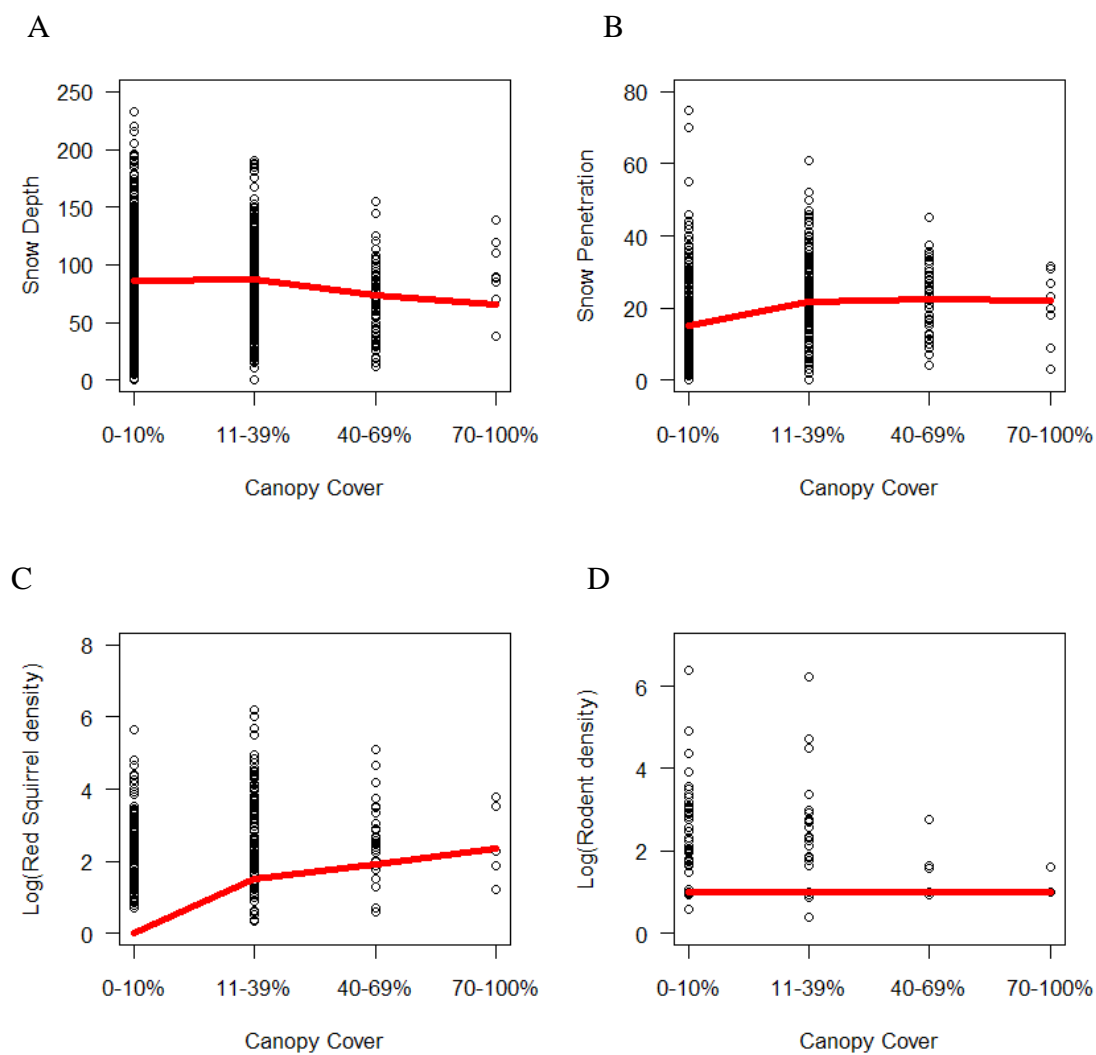 A
250
200
150
100
50
0
Snow Depth
0-10% 11-39% 40-69% 70-100%
Canopy Cover
B
80
60
40
20
0
Snow Penetration
0-10% 11-39% 40-69% 70-100%
Canopy Cover
C
8
6
4
2
0
Log(Red Squirrel density)
0-10% 11-39% 40-69% 70-100%
Canopy Cover
D
6
4
2
0
Log(Rodent density)
0-10% 11-39% 40-69% 70-100%
Canopy Cover